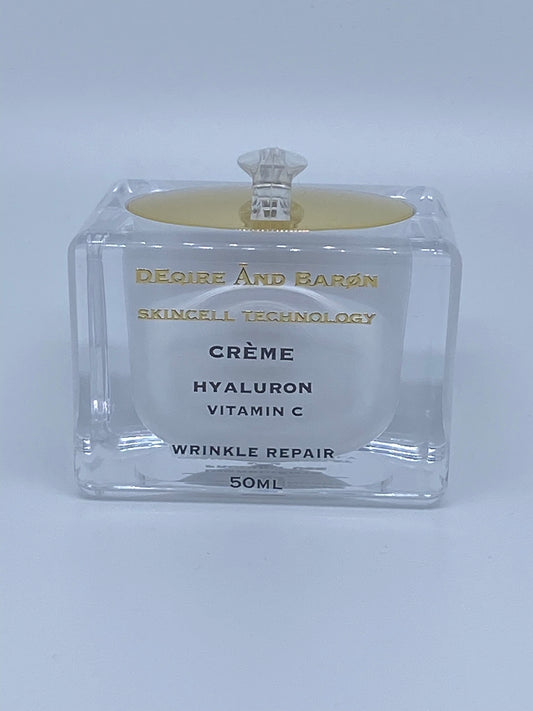 DEQIRE ĀND BARØN
SKINCELL TECHNOLOGY
CRÈME
HYALURON
VITAMIN C
WRINKLE REPAIR
50ML